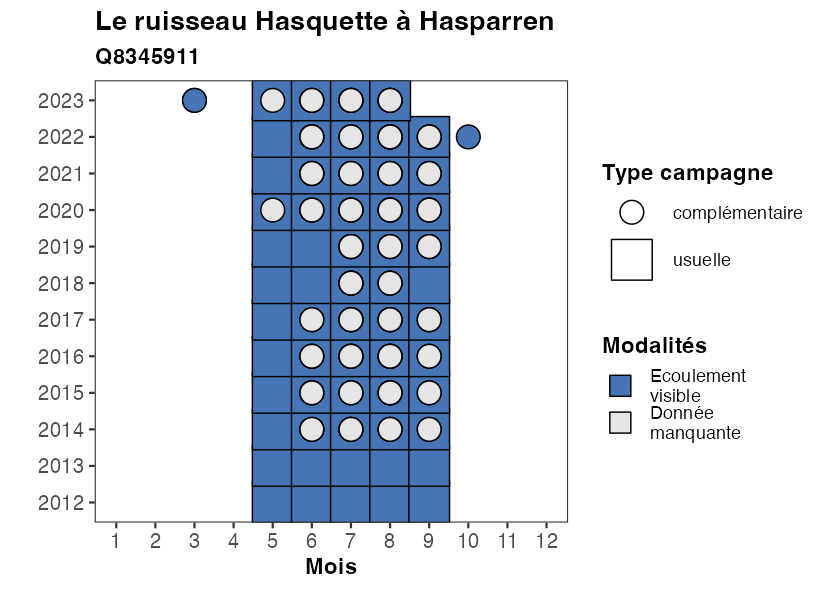 Le ruisseau Hasquette à Hasparren
Q8345911
2023
2022
2021
2020
2019
2018
2017
2016
2015
2014
2013
2012
1 2 3 4 5 6 7 8 9 10 11 12
Mois
Type campagne
complémentaire
usuelle
Modalités
Ecoulement
visible
Donnée
manquante